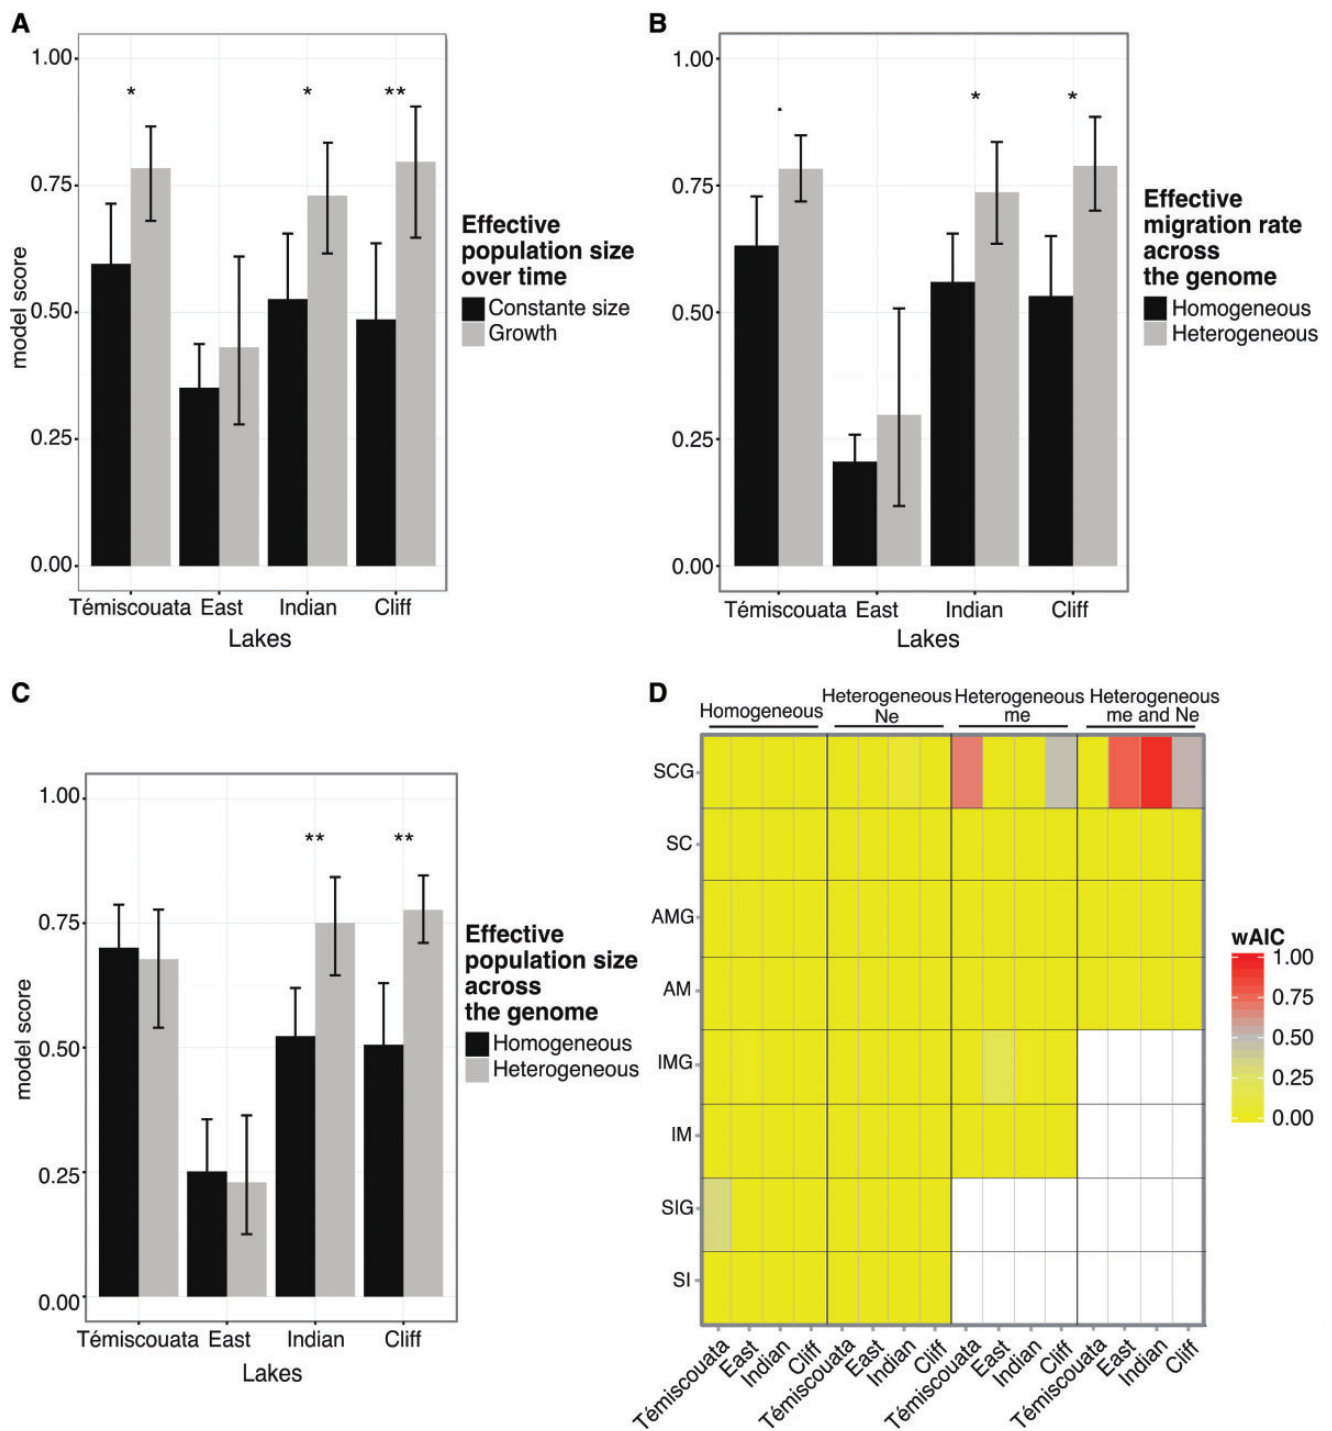 A
1.00
0.75
0.50
0.25
0.00
model score
* * **
Témiscouata East Indian Cliff
Lakes
Effective
population size
over time
Constante size
Growth
B
1.00
0.75
0.50
0.25
0.00
. * *
Témiscouata East Indian Cliff
Lakes
Effective
migration rate
across
the genome
Homogeneous
Heterogeneous
C
1.00
0.75
0.50
0.25
0.00
model score
** **
Témiscouata East Indian Cliff
Lakes
Effective
population size
across
the genome
Homogeneous
Heterogeneous
D
Homogeneous
Heterogeneous
Ne
Heterogeneous
me
Heterogeneous
me and Ne
SCG
SC
AMG
AM
IMG
IM
SIG
SI
Témiscouata
East
Indian
Cliff
Témiscouata
East
Indian
Cliff
Témiscouata
East
Indian
Cliff
Témiscouata
East
Indian
Cliff
wAIC
1.00
0.75
0.50
0.25
0.00